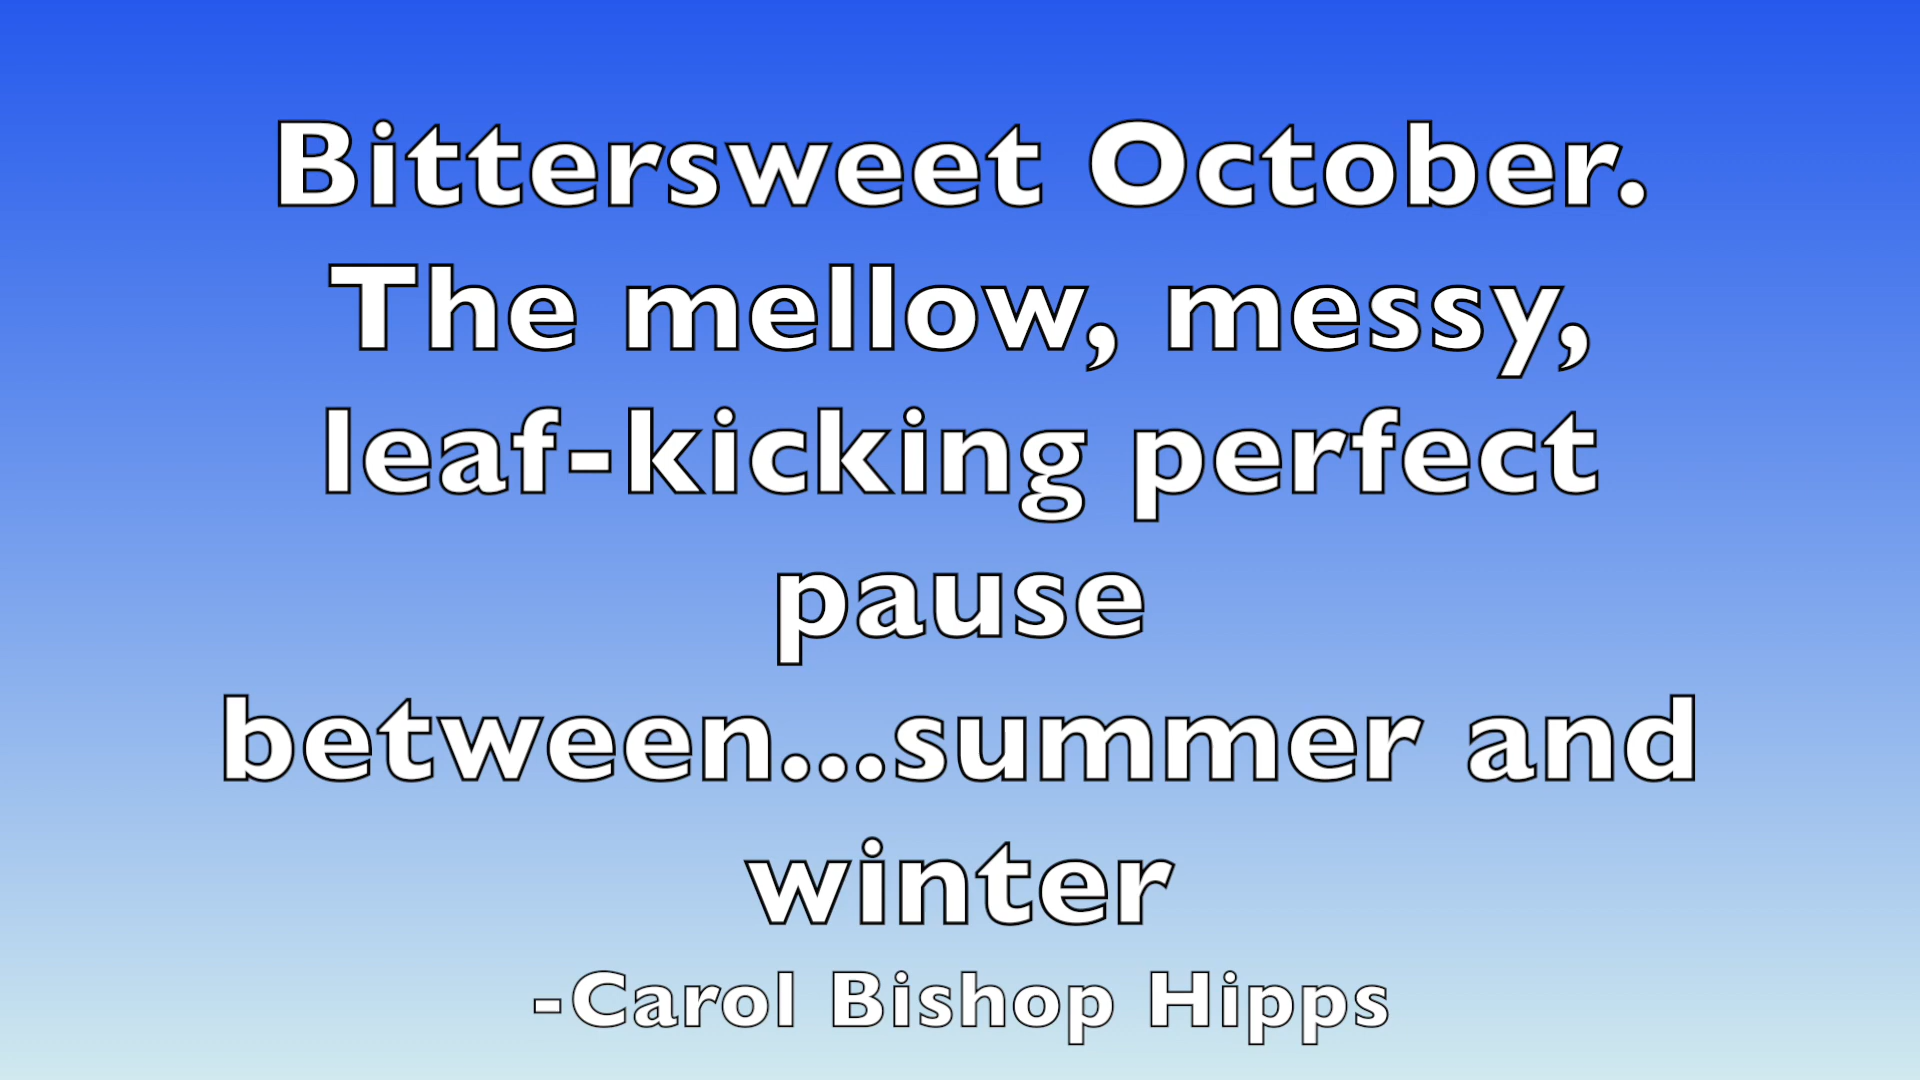 Bittersweet October.
The mellow, messy,
leaf-kicking perfect
pause
between...summer and
winter
-Carol Bishop Hipps